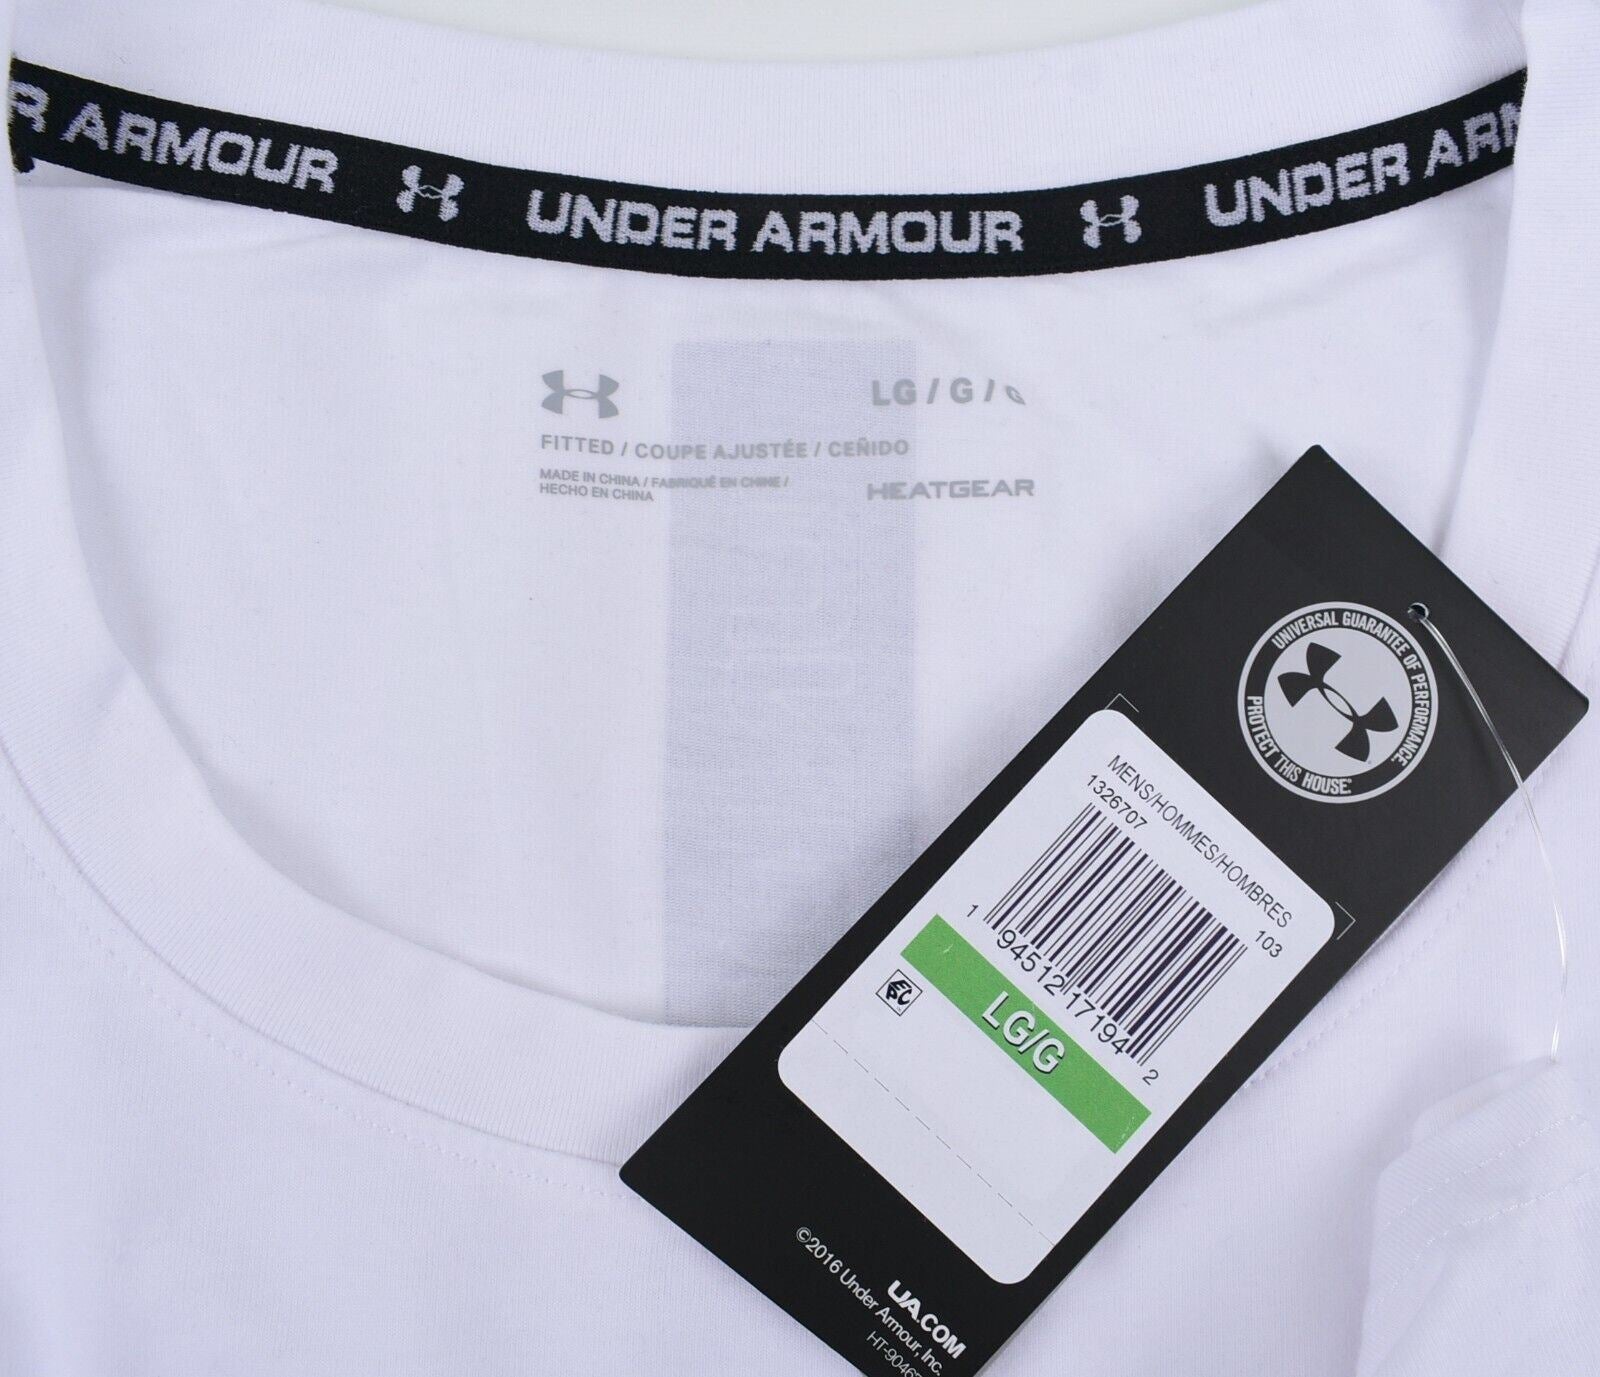 R ARMOUR UNDER ARMOUR UNDER ARM
LG / G / G
FITTED / COUPE AJUSTÉE / CEÑIDO
MADE IN CHINA / FABRIQUÉ EN CHINE /
HECHO EN CHINA
HEATGEAR
UNIVERSAL GUARANTEE OF PERFORMANCE.
PROTECT THIS HOUSE.®
MENS/HOMMES/HOMBRES
1326707 103
1 94512 17194 2
EPC
LG/G
UA.COM
©2016 Under Armour, Inc.